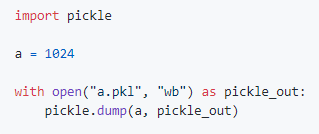 import pickle
a = 1024
with open("a.pkl", "wb") as pickle_out:
    pickle.dump(a, pickle_out)